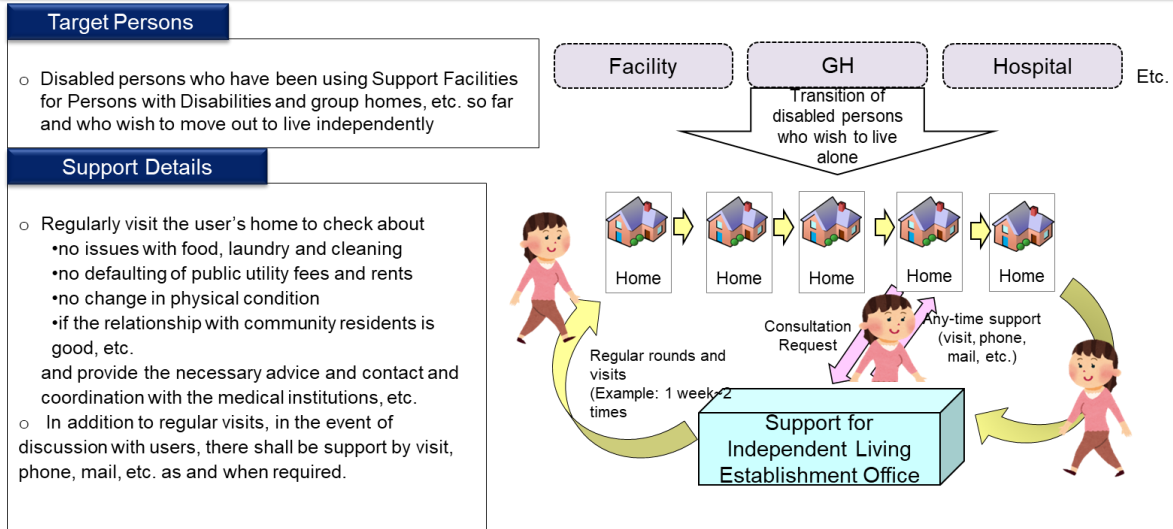 Target Persons
o Disabled persons who have been using Support Facilities
for Persons with Disabilities and group homes, etc. so far
and who wish to move out to live independently
Support Details
o Regularly visit the user's home to check about
•no issues with food, laundry and cleaning
•no defaulting of public utility fees and rents
•no change in physical condition
•if the relationship with community residents is
good, etc.
and provide the necessary advice and contact and
coordination with the medical institutions, etc.
o In addition to regular visits, in the event of
discussion with users, there shall be support by visit,
phone, mail, etc. as and when required.
Facility
GH
Hospital
Etc.
Transition of
disabled persons
who wish to live
alone
Home
Home
Home
Home
Home
Consultation
Request
Any-time support
(visit, phone,
mail, etc.)
Regular rounds and
visits
(Example: 1 week~2
times
Support for
Independent Living
Establishment Office